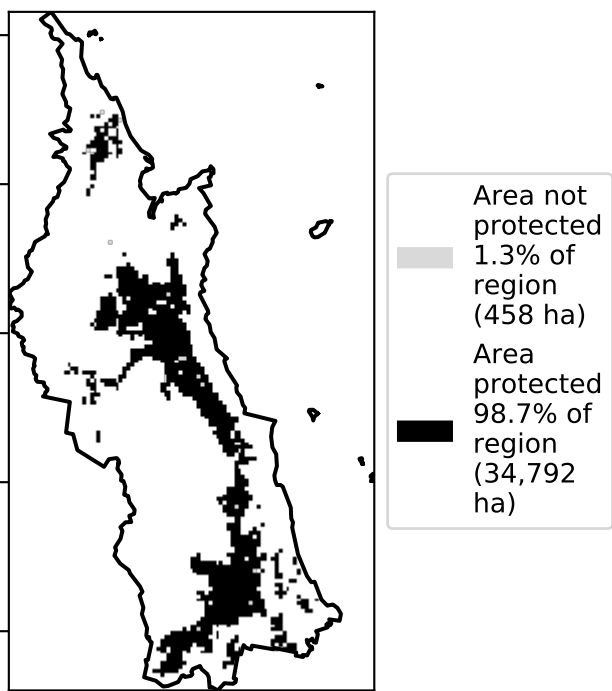 Area not
protected
1.3% of
region
(458 ha)
Area
protected
98.7% of
region
(34,792
ha)